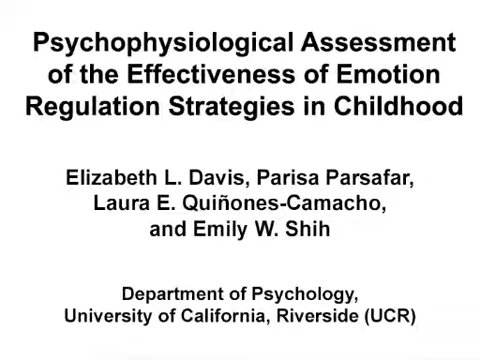 Psychophysiological Assessment
of the Effectiveness of Emotion
Regulation Strategies in Childhood
Elizabeth L. Davis, Parisa Parsafar,
Laura E. Quiñones-Camacho,
and Emily W. Shih
Department of Psychology,
University of California, Riverside (UCR)